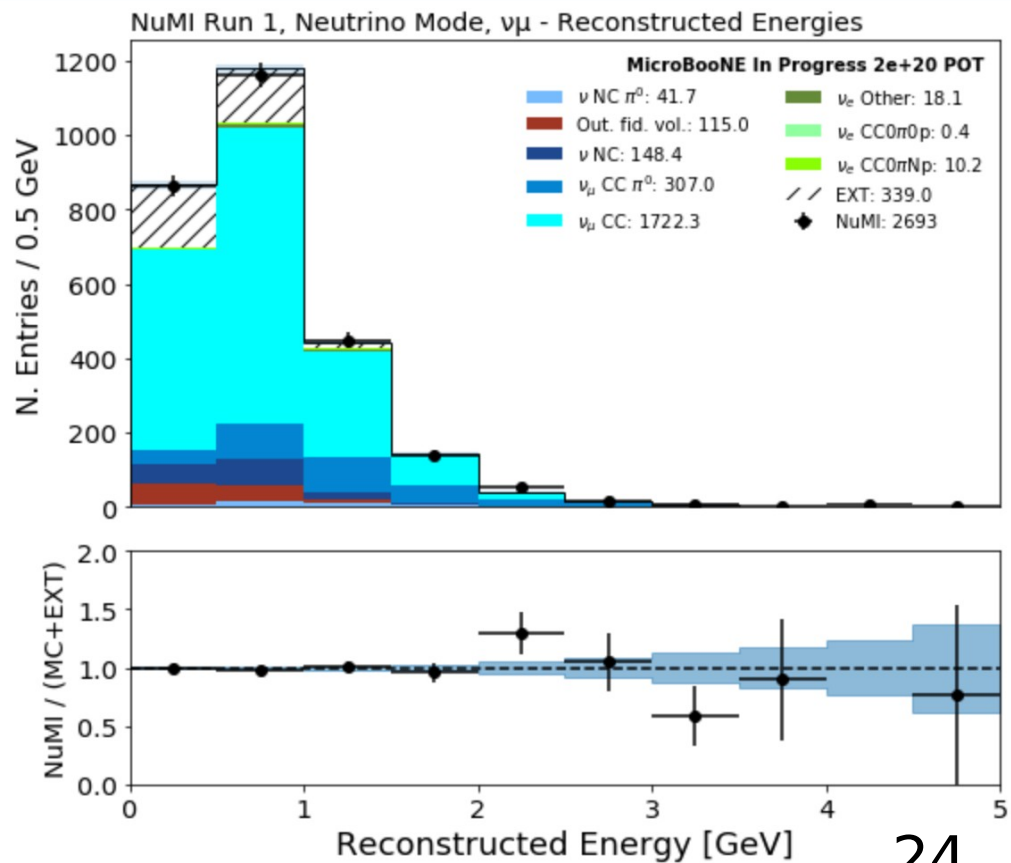 NuMI Run 1, Neutrino Mode, νμ - Reconstructed Energies
N. Entries / 0.5 GeV
1200
1000
800
600
400
200
0
MicroBooNE In Progress 2e+20 POT
ν NC π⁰: 41.7
Out. fid. vol.: 115.0
ν NC: 148.4
νμ CC π⁰: 307.0
νμ CC: 1722.3
νe Other: 18.1
νe CC0π0p: 0.4
νe CC0πNp: 10.2
EXT: 339.0
NuMI: 2693
NuMI / (MC+EXT)
2.0
1.5
1.0
0.5
0.0
0 1 2 3 4 5
Reconstructed Energy [GeV]
24